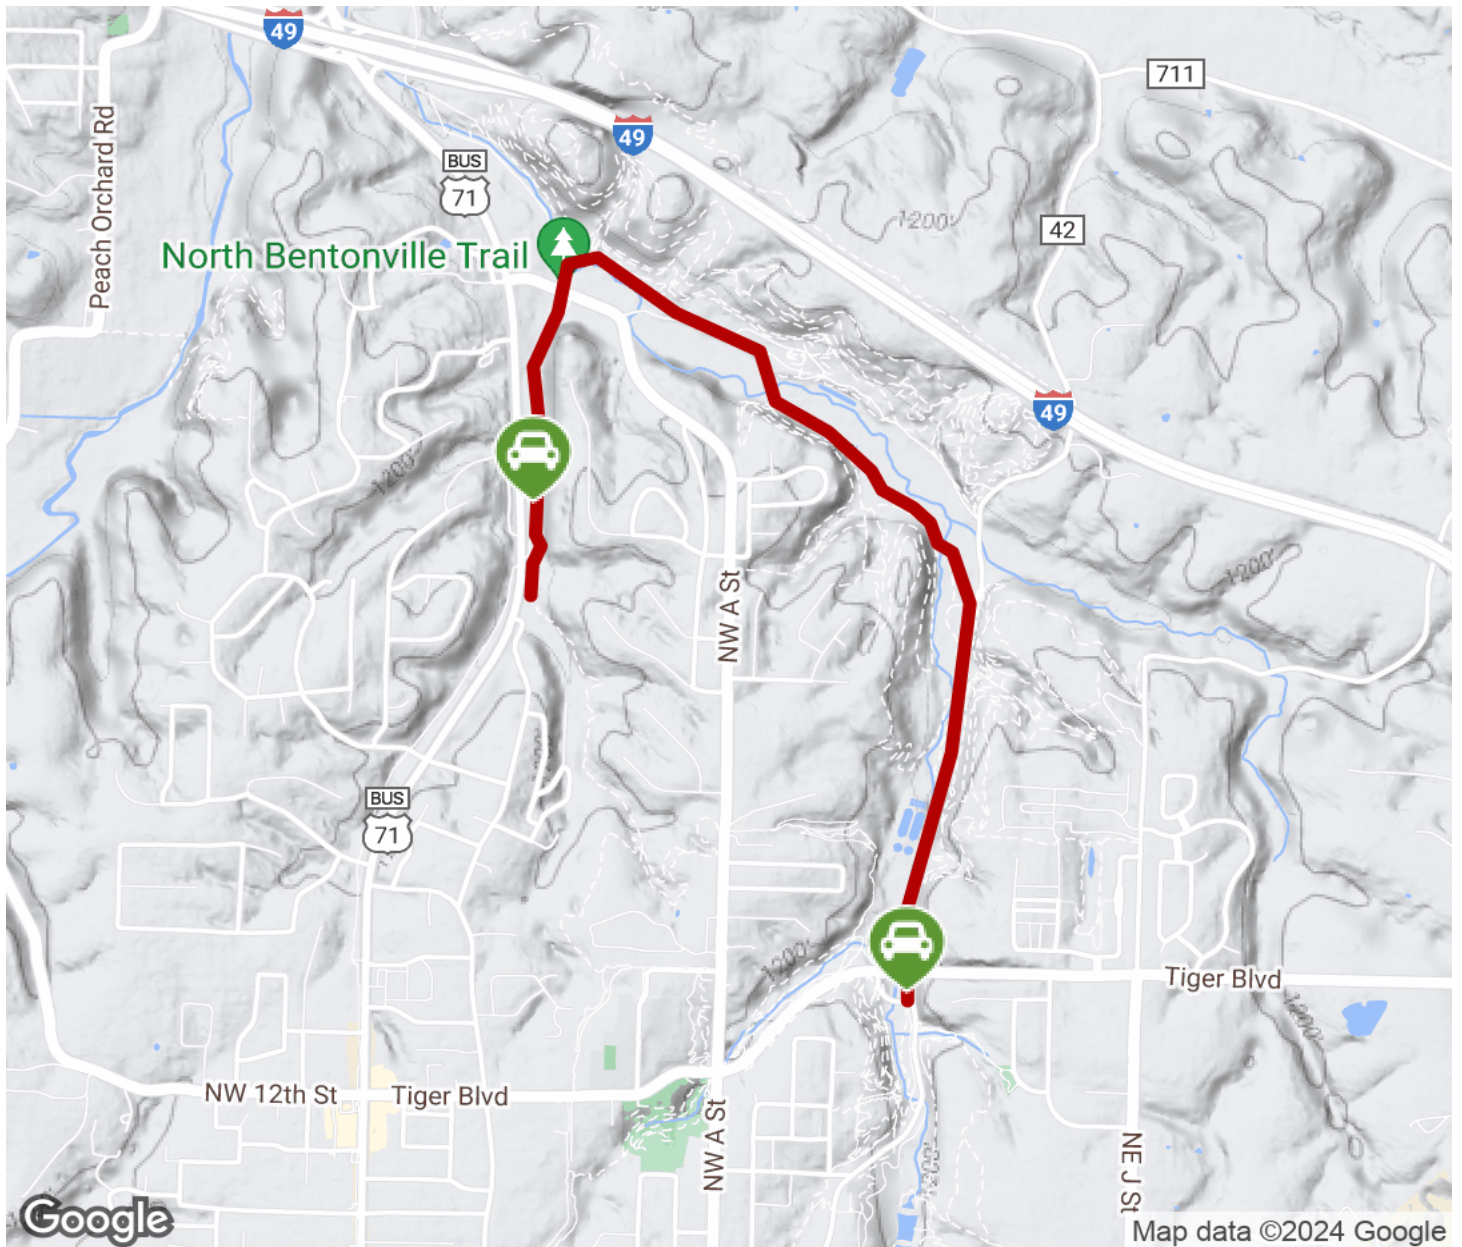 49
711
49
Peach Orchard Rd
BUS
71
1200'
42
North Bentonville Trail
49
1200'
1200'
NW A St
BUS
71
1200'
Tiger Blvd
1200'
NW 12th St
Tiger Blvd
NW A St
NE J St
Google
Map data ©2024 Google